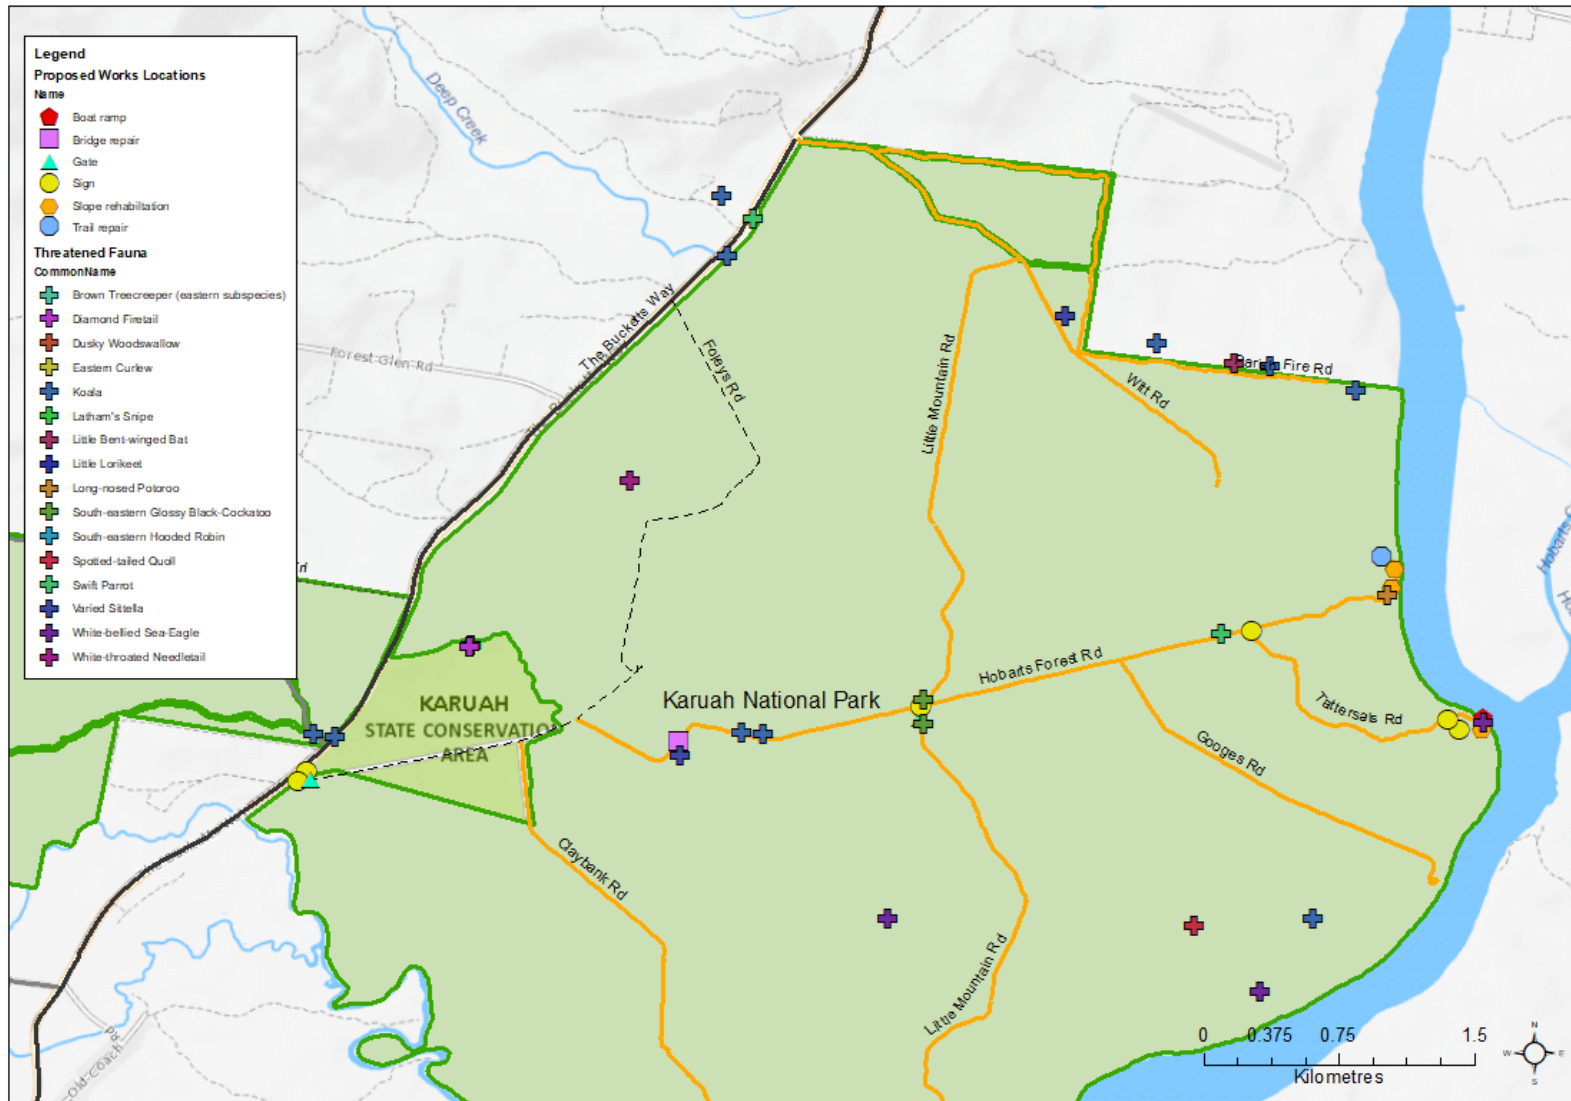 Legend
Proposed Works Locations
Name
Boat ramp
Bridge repair
Gate
Sign
Slope rehabiltation
Trail repair
Threatened Fauna
CommonName
Brown Treecreeper (eastern subspecies)
Diamond Firetail
Dusky Woodswallow
Eastern Curlew
Koala
Latham's Snipe
Little Bent-winged Bat
Little Lorikeet
Long-nosed Potoroo
South-eastern Glossy Black-Cockatoo
South-eastern Hooded Robin
Spotted-tailed Quoll
Swift Parrot
Varied Sittella
White-bellied Sea-Eagle
White-throated Needletail
Deep Creek
The Bucketts Way
Forest Glen Rd
Foleys Rd
Little Mountain Rd
Fire Rd
Witt Rd
Hobarts Forest Rd
Karuah National Park
KARUAH
STATE CONSERVATION
AREA
Tattersals Rd
Googes Rd
Claybank Rd
Little Mountain Rd
Old Coach
Rd
0 0.375 0.75 1.5
Kilometres
N
W E
S